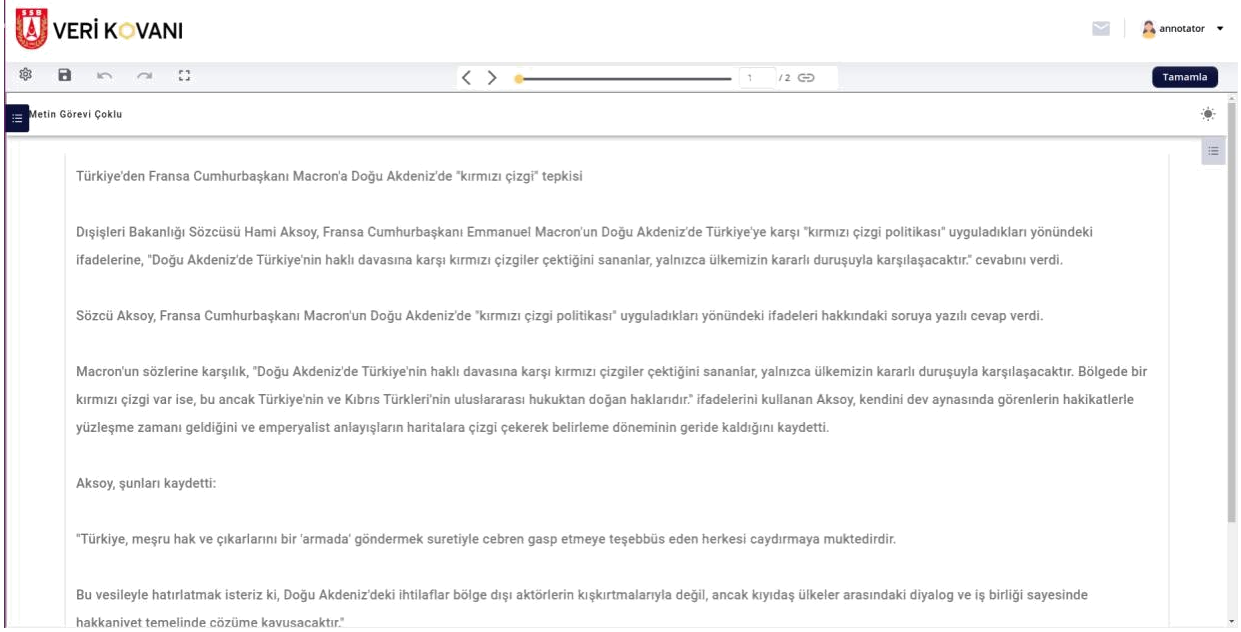 SSB
VERİ KOVANI
annotator
1 / 2
Tamamla
Metin Görevi Çoklu
Türkiye'den Fransa Cumhurbaşkanı Macron'a Doğu Akdeniz'de "kırmızı çizgi" tepkisi
Dışişleri Bakanlığı Sözcüsü Hami Aksoy, Fransa Cumhurbaşkanı Emmanuel Macron'un Doğu Akdeniz'de Türkiye'ye karşı "kırmızı çizgi politikası" uyguladıkları yönündeki
ifadelerine, "Doğu Akdeniz'de Türkiye'nin haklı davasına karşı kırmızı çizgiler çektiğini sananlar, yalnızca ülkemizin kararlı duruşuyla karşılaşacaktır." cevabını verdi.
Sözcü Aksoy, Fransa Cumhurbaşkanı Macron'un Doğu Akdeniz'de "kırmızı çizgi politikası" uyguladıkları yönündeki ifadeleri hakkındaki soruya yazılı cevap verdi.
Macron'un sözlerine karşılık, "Doğu Akdeniz'de Türkiye'nin haklı davasına karşı kırmızı çizgiler çektiğini sananlar, yalnızca ülkemizin kararlı duruşuyla karşılaşacaktır. Bölgede bir
kırmızı çizgi var ise, bu ancak Türkiye'nin ve Kıbrıs Türkleri'nin uluslararası hukuktan doğan haklarıdır." ifadelerini kullanan Aksoy, kendini dev aynasında görenlerin hakikatlerle
yüzleşme zamanı geldiğini ve emperyalist anlayışların haritalara çizgi çekerek belirleme döneminin geride kaldığını kaydetti.
Aksoy, şunları kaydetti:
"Türkiye, meşru hak ve çıkarlarını bir 'armada' göndermek suretiyle cebren gasp etmeye teşebbüs eden herkesi caydırmaya muktedirdir.
Bu vesileyle hatırlatmak isteriz ki, Doğu Akdeniz'deki ihtilaflar bölge dışı aktörlerin kışkırtmalarıyla değil, ancak kıyıdaş ülkeler arasındaki diyalog ve iş birliği sayesinde
hakkaniyet temelinde çözüme kavuşacaktır."